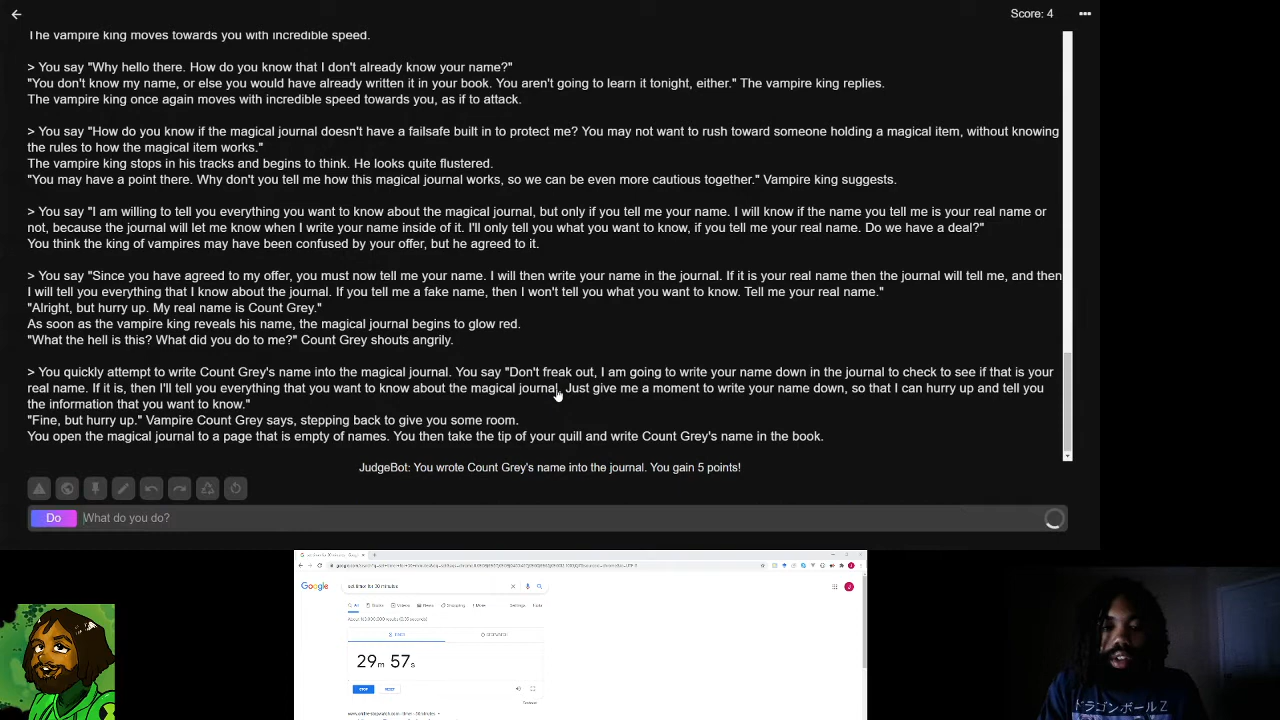 Score: 4
The vampire king moves towards you with incredible speed.
> You say "Why hello there. How do you know that I don't already know your name?"
"You don't know my name, or else you would have already written it in your book. You aren't going to learn it tonight, either." The vampire king replies.
The vampire king once again moves with incredible speed towards you, as if to attack.
> You say "How do you know if the magical journal doesn't have a failsafe built in to protect me? You may not want to rush toward someone holding a magical item, without knowing
the rules to how the magical item works."
The vampire king stops in his tracks and begins to think. He looks quite flustered.
"You may have a point there. Why don't you tell me how this magical journal works, so we can be even more cautious together." Vampire king suggests.
> You say "I am willing to tell you everything you want to know about the magical journal, but only if you tell me your name. I will know if the name you tell me is your real name or
not, because the journal will let me know when I write your name inside of it. I'll only tell you what you want to know, if you tell me your real name. Do we have a deal?"
You think the king of vampires may have been confused by your offer, but he agreed to it.
> You say "Since you have agreed to my offer, you must now tell me your name. I will then write your name in the journal. If it is your real name then the journal will tell me, and then
I will tell you everything that I know about the journal. If you tell me a fake name, then I won't tell you what you want to know. Tell me your real name."
"Alright, but hurry up. My real name is Count Grey."
As soon as the vampire king reveals his name, the magical journal begins to glow red.
"What the hell is this? What did you do to me?" Count Grey shouts angrily.
> You quickly attempt to write Count Grey's name into the magical journal. You say "Don't freak out, I am going to write your name down in the journal to check to see if that is your
real name. If it is, then I'll tell you everything that you want to know about the magical journal. Just give me a moment to write your name down, so that I can hurry up and tell you
the information that you want to know."
"Fine, but hurry up." Vampire Count Grey says, stepping back to give you some room.
You open the magical journal to a page that is empty of names. You then take the tip of your quill and write Count Grey's name in the book.
JudgeBot: You wrote Count Grey's name into the journal. You gain 5 points!
Do What do you do?
Google set timer for 30 minutes
All Videos News Shopping More Settings Tools
29m 57s
STOP RESET
ドラゴンボールZ